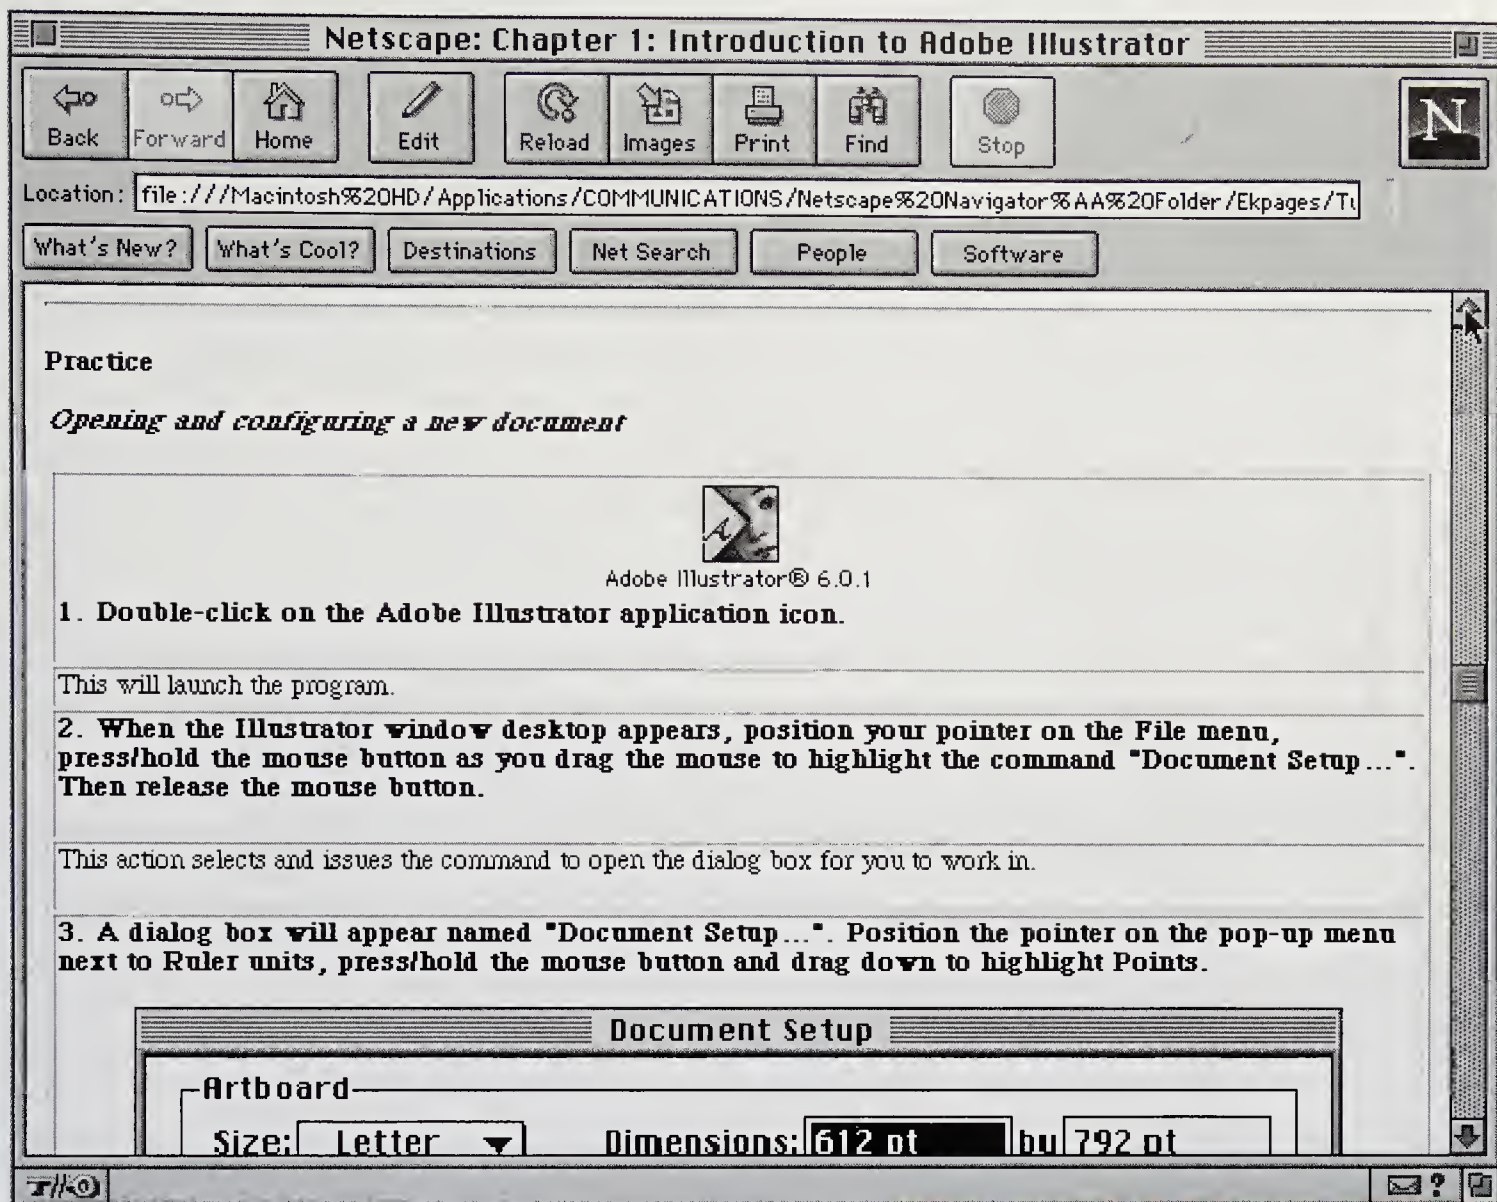 Netscape: Chapter 1: Introduction to Adobe Illustrator
Back Forward Home Edit Reload Images Print Find Stop
N
Location: file:///Macintosh%20HD/Applications/COMMUNICATIONS/Netscape%20Navigator%AA%20Folder/Ekpages/Tu
What's New? What's Cool? Destinations Net Search People Software
Practice
Opening and configuring a new document
Adobe Illustrator® 6.0.1
1. Double-click on the Adobe Illustrator application icon.
This will launch the program.
2. When the Illustrator window desktop appears, position your pointer on the File menu,
press/hold the mouse button as you drag the mouse to highlight the command "Document Setup...".
Then release the mouse button.
This action selects and issues the command to open the dialog box for you to work in.
3. A dialog box will appear named "Document Setup...". Position the pointer on the pop-up menu
next to Ruler units, press/hold the mouse button and drag down to highlight Points.
Document Setup
Artboard
Size: Letter Dimensions: 612 pt by 792 pt
?